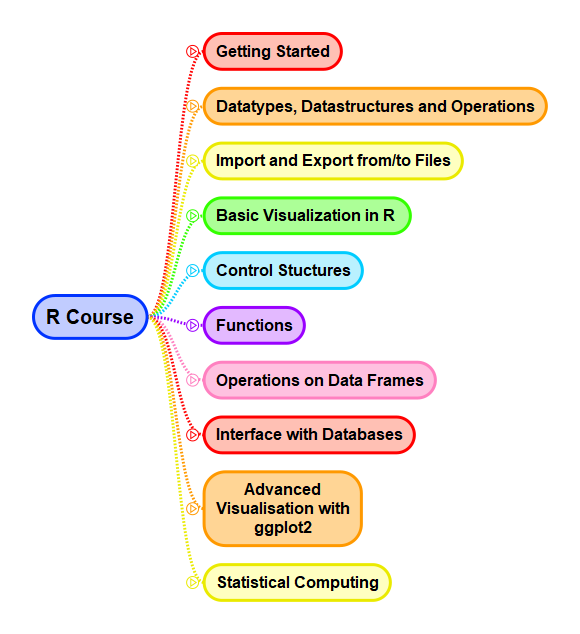 Getting Started
Datatypes, Datastructures and Operations
Import and Export from/to Files
Basic Visualization in R
Control Stuctures
R Course
Functions
Operations on Data Frames
Interface with Databases
Advanced
Visualisation with
ggplot2
Statistical Computing